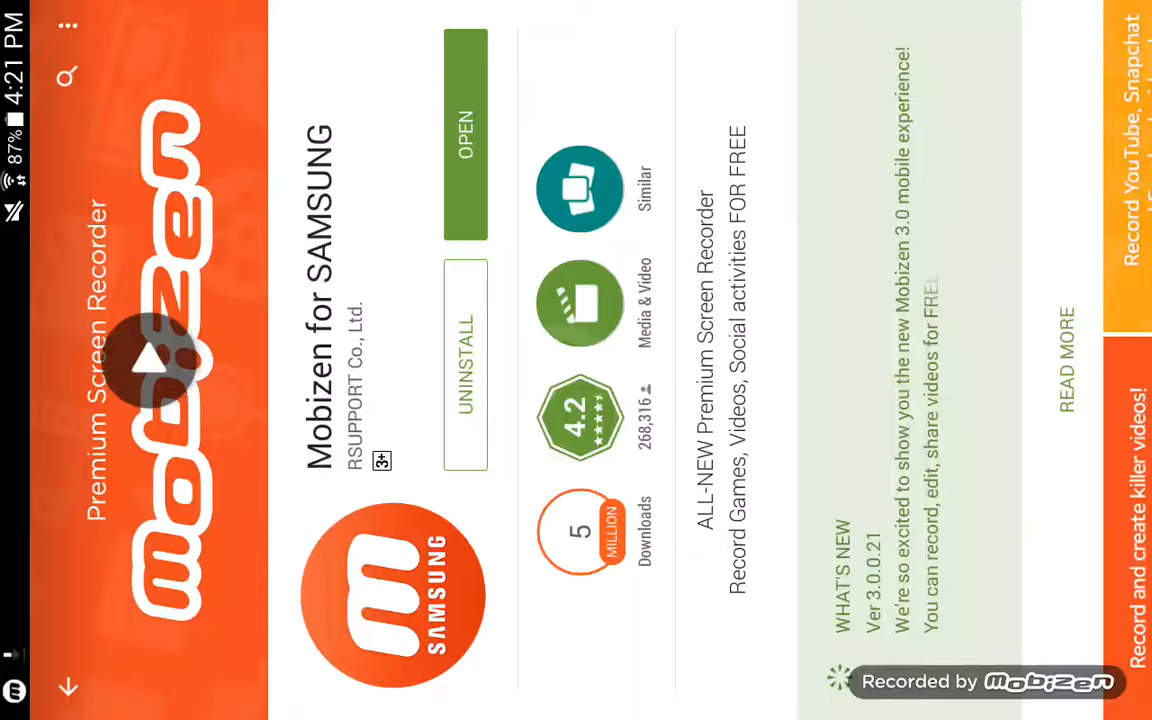 87% 4:21 PM
Premium Screen Recorder
mobizen
Mobizen for SAMSUNG
RSUPPORT Co., Ltd.
3+
m
SAMSUNG
UNINSTALL
OPEN
5
MILLION
Downloads
4.2
268,316
Media & Video
Similar
ALL-NEW Premium Screen Recorder
Record Games, Videos, Social activities FOR FREE
WHAT'S NEW
Ver 3.0.0.21
We're so excited to show you the new Mobizen 3.0 mobile experience!
You can record, edit, share videos for FREE
READ MORE
Record and create killer videos!
Record YouTube, Snapchat
Recorded by mobizen